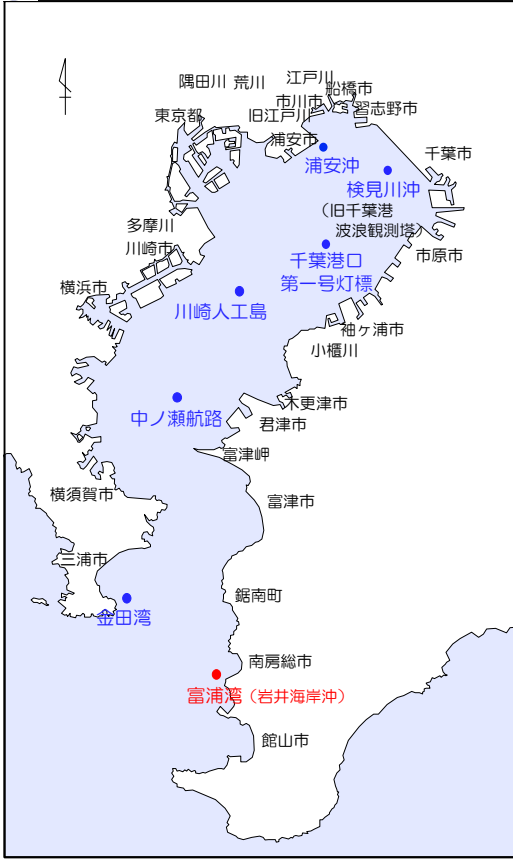 隅田川
荒川
江戸川
船橋市
市川市
習志野市
東京都
旧江戸川
浦安市
浦安沖
千葉市
検見川沖
（旧千葉港
波浪観測塔）
多摩川
川崎市
千葉港口
第一号灯標
市原市
横浜市
川崎人工島
袖ヶ浦市
小櫃川
木更津市
中ノ瀬航路
君津市
富津岬
横須賀市
富津市
三浦市
金田湾
鋸南町
南房総市
富浦湾（岩井海岸沖）
館山市